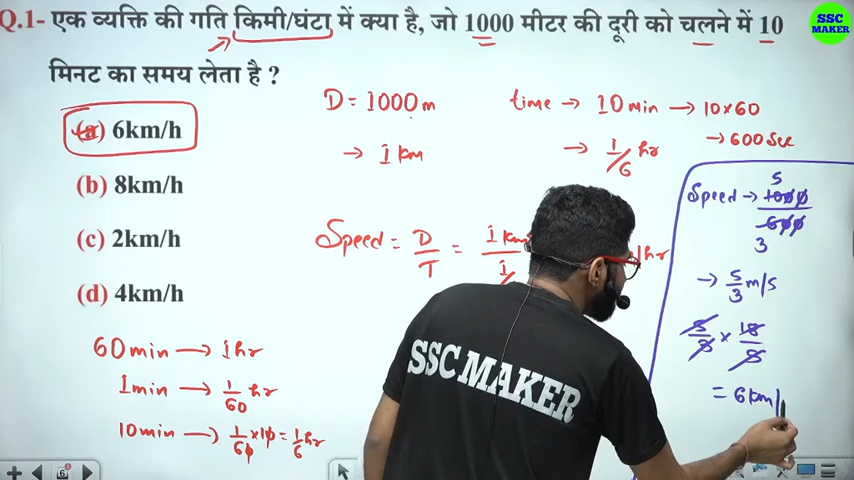 Q.1- एक व्यक्ति की गति किमी/घंटा में क्या है, जो 1000 मीटर की दूरी को चलने में 10
मिनट का समय लेता है ?
SSC
MAKER
(a) 6km/h
(b) 8km/h
(c) 2km/h
(d) 4km/h
D = 1000m
→ 1 km
time → 10 min → 10×60
→ 600 Sec
→ 1/6 hr
Speed = D/T = 1 km
hr
60 min → 1 hr
1 min → 1/60 hr
10 min → 1/60 × 10 = 1/6 hr
Speed → 1000/600
5
3
→ 5/3 m/s
5/3 × 18/5
= 6 km/
SSC MAKER
6